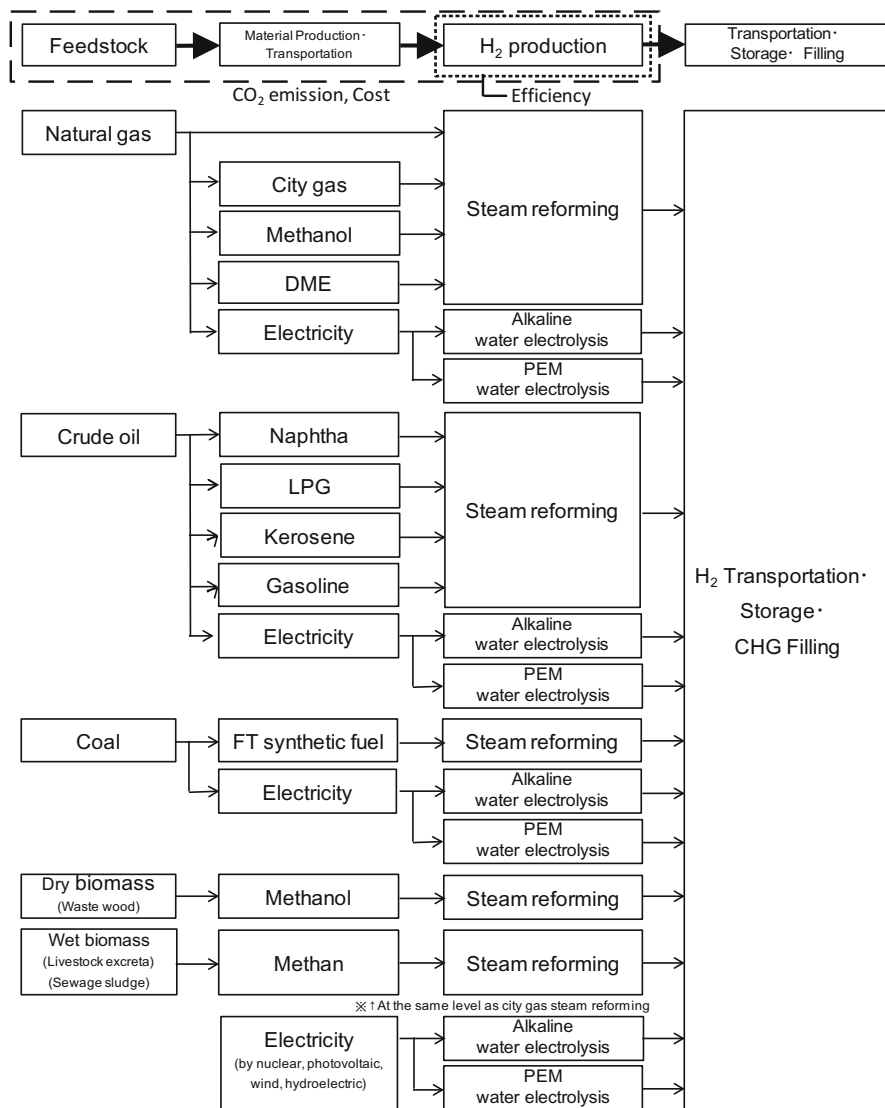 Feedstock
Material Production·
Transportation
H₂ production
Transportation·
Storage· Filling
CO₂ emission, Cost
Efficiency
Natural gas
City gas
Methanol
DME
Electricity
Steam reforming
Alkaline
water electrolysis
PEM
water electrolysis
Crude oil
Naphtha
LPG
Kerosene
Gasoline
Electricity
Steam reforming
Alkaline
water electrolysis
PEM
water electrolysis
H₂ Transportation·
Storage·
CHG Filling
Coal
FT synthetic fuel
Steam reforming
Electricity
Alkaline
water electrolysis
PEM
water electrolysis
Dry biomass
(Waste wood)
Methanol
Steam reforming
Wet biomass
(Livestock excreta)
(Sewage sludge)
Methan
Steam reforming
※↑At the same level as city gas steam reforming
Electricity
(by nuclear, photovoltaic,
wind, hydroelectric)
Alkaline
water electrolysis
PEM
water electrolysis